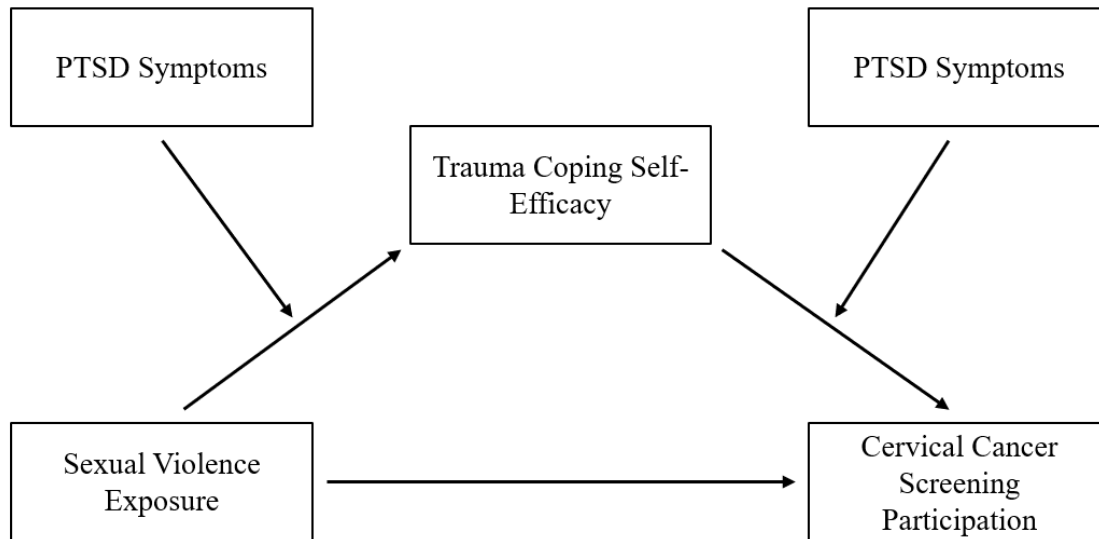 PTSD Symptoms
PTSD Symptoms
Trauma Coping Self-
Efficacy
Sexual Violence
Exposure
Cervical Cancer
Screening
Participation